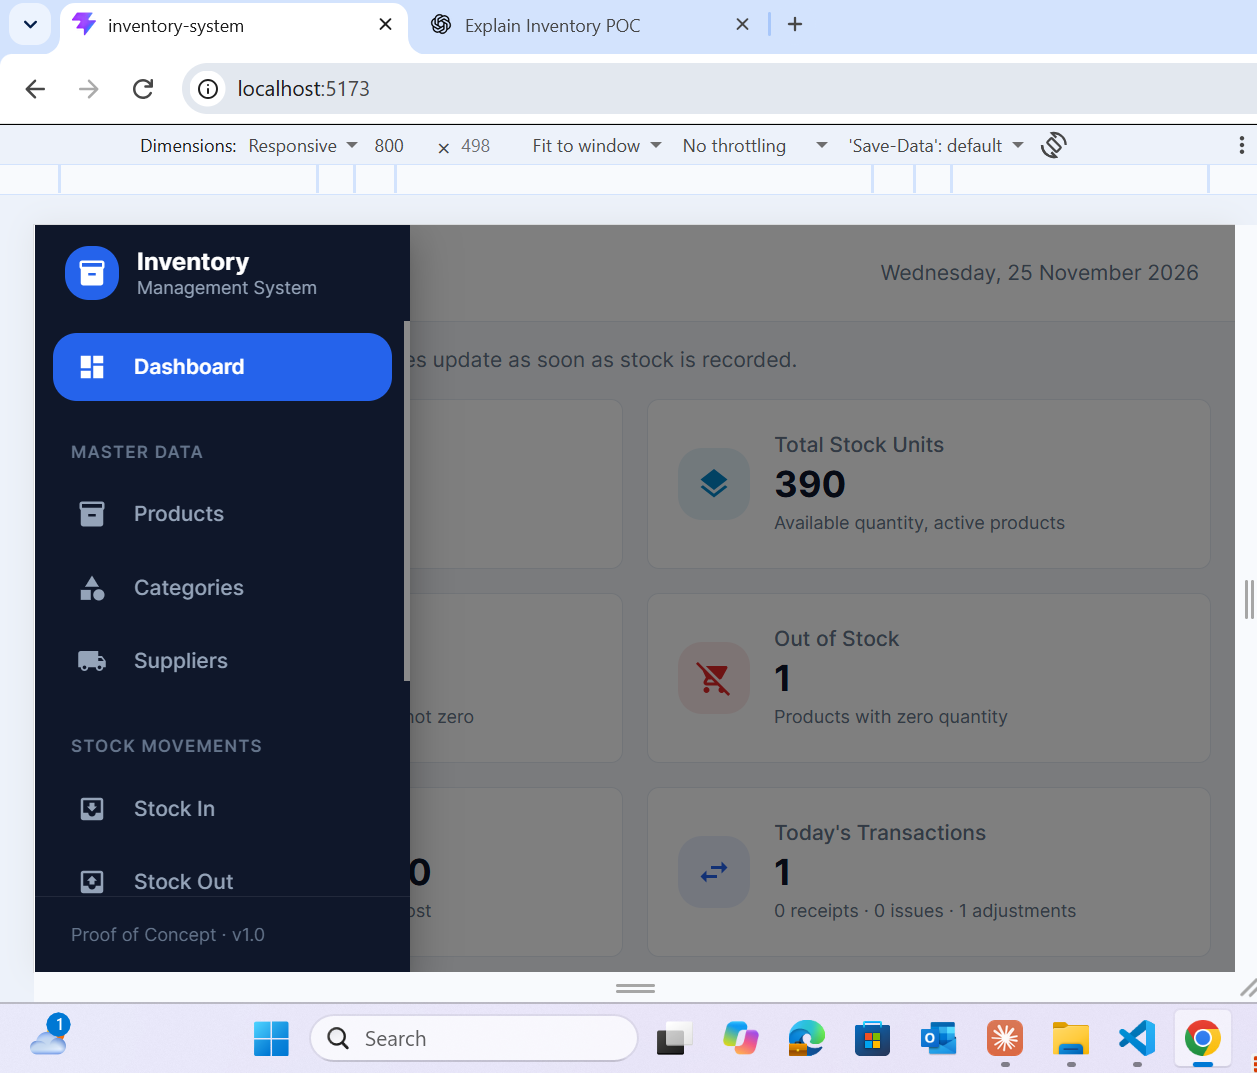 inventory-system
Explain Inventory POC
localhost:5173
Dimensions: Responsive 800 × 498 Fit to window No throttling 'Save-Data': default
Inventory
Management System
Wednesday, 25 November 2026
Dashboard
es update as soon as stock is recorded.
MASTER DATA
Products
Categories
Suppliers
Total Stock Units
390
Available quantity, active products
not zero
Out of Stock
1
Products with zero quantity
STOCK MOVEMENTS
Stock In
Stock Out
0
ost
Today's Transactions
1
0 receipts · 0 issues · 1 adjustments
Proof of Concept · v1.0
1
Search